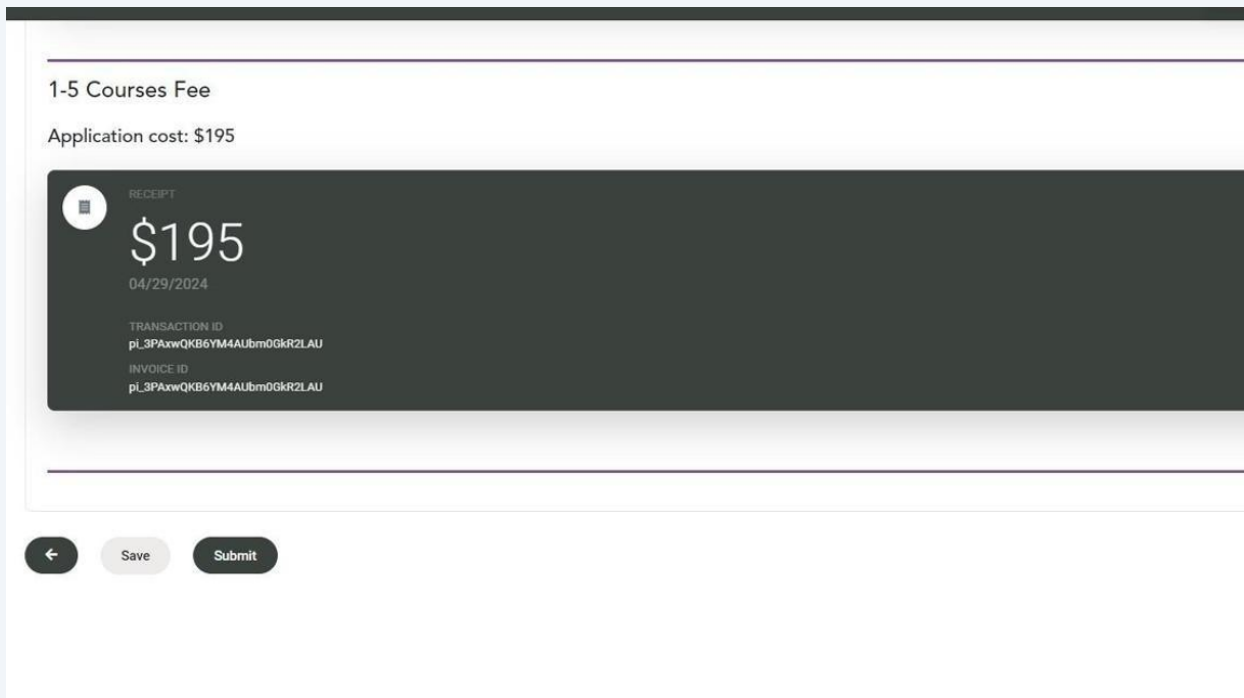 1-5 Courses Fee
Application cost: $195
RECEIPT
$195
04/29/2024
TRANSACTION ID
pi_3PAxwQKB6YM4AUbm0GkR2LAU
INVOICE ID
pi_3PAxwQKB6YM4AUbm0GkR2LAU
Save
Submit